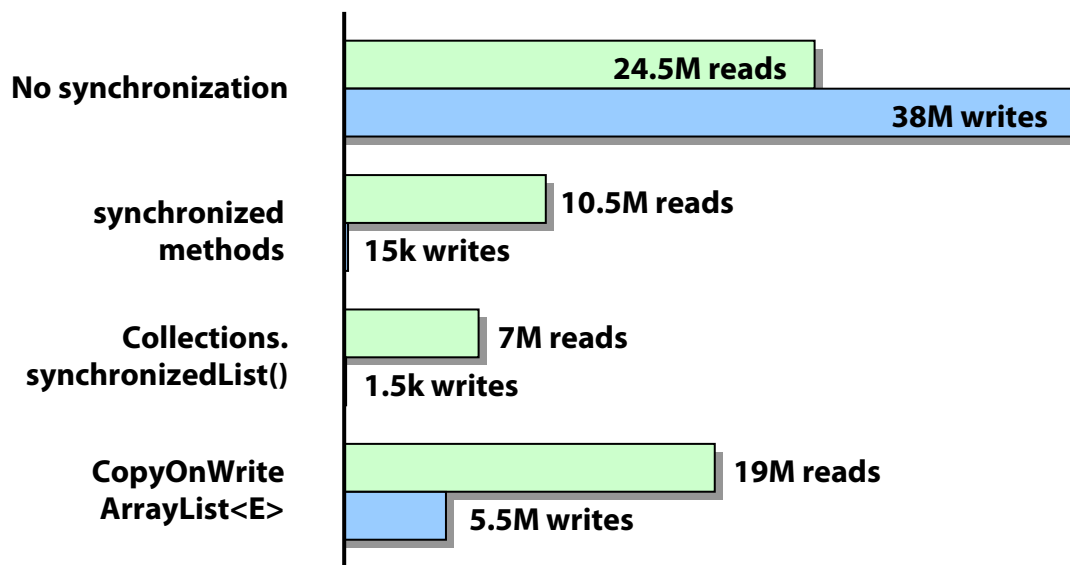 No synchronization
24.5M reads
38M writes
synchronized
methods
10.5M reads
15k writes
Collections.
synchronizedList()
7M reads
1.5k writes
CopyOnWrite
ArrayList<E>
19M reads
5.5M writes